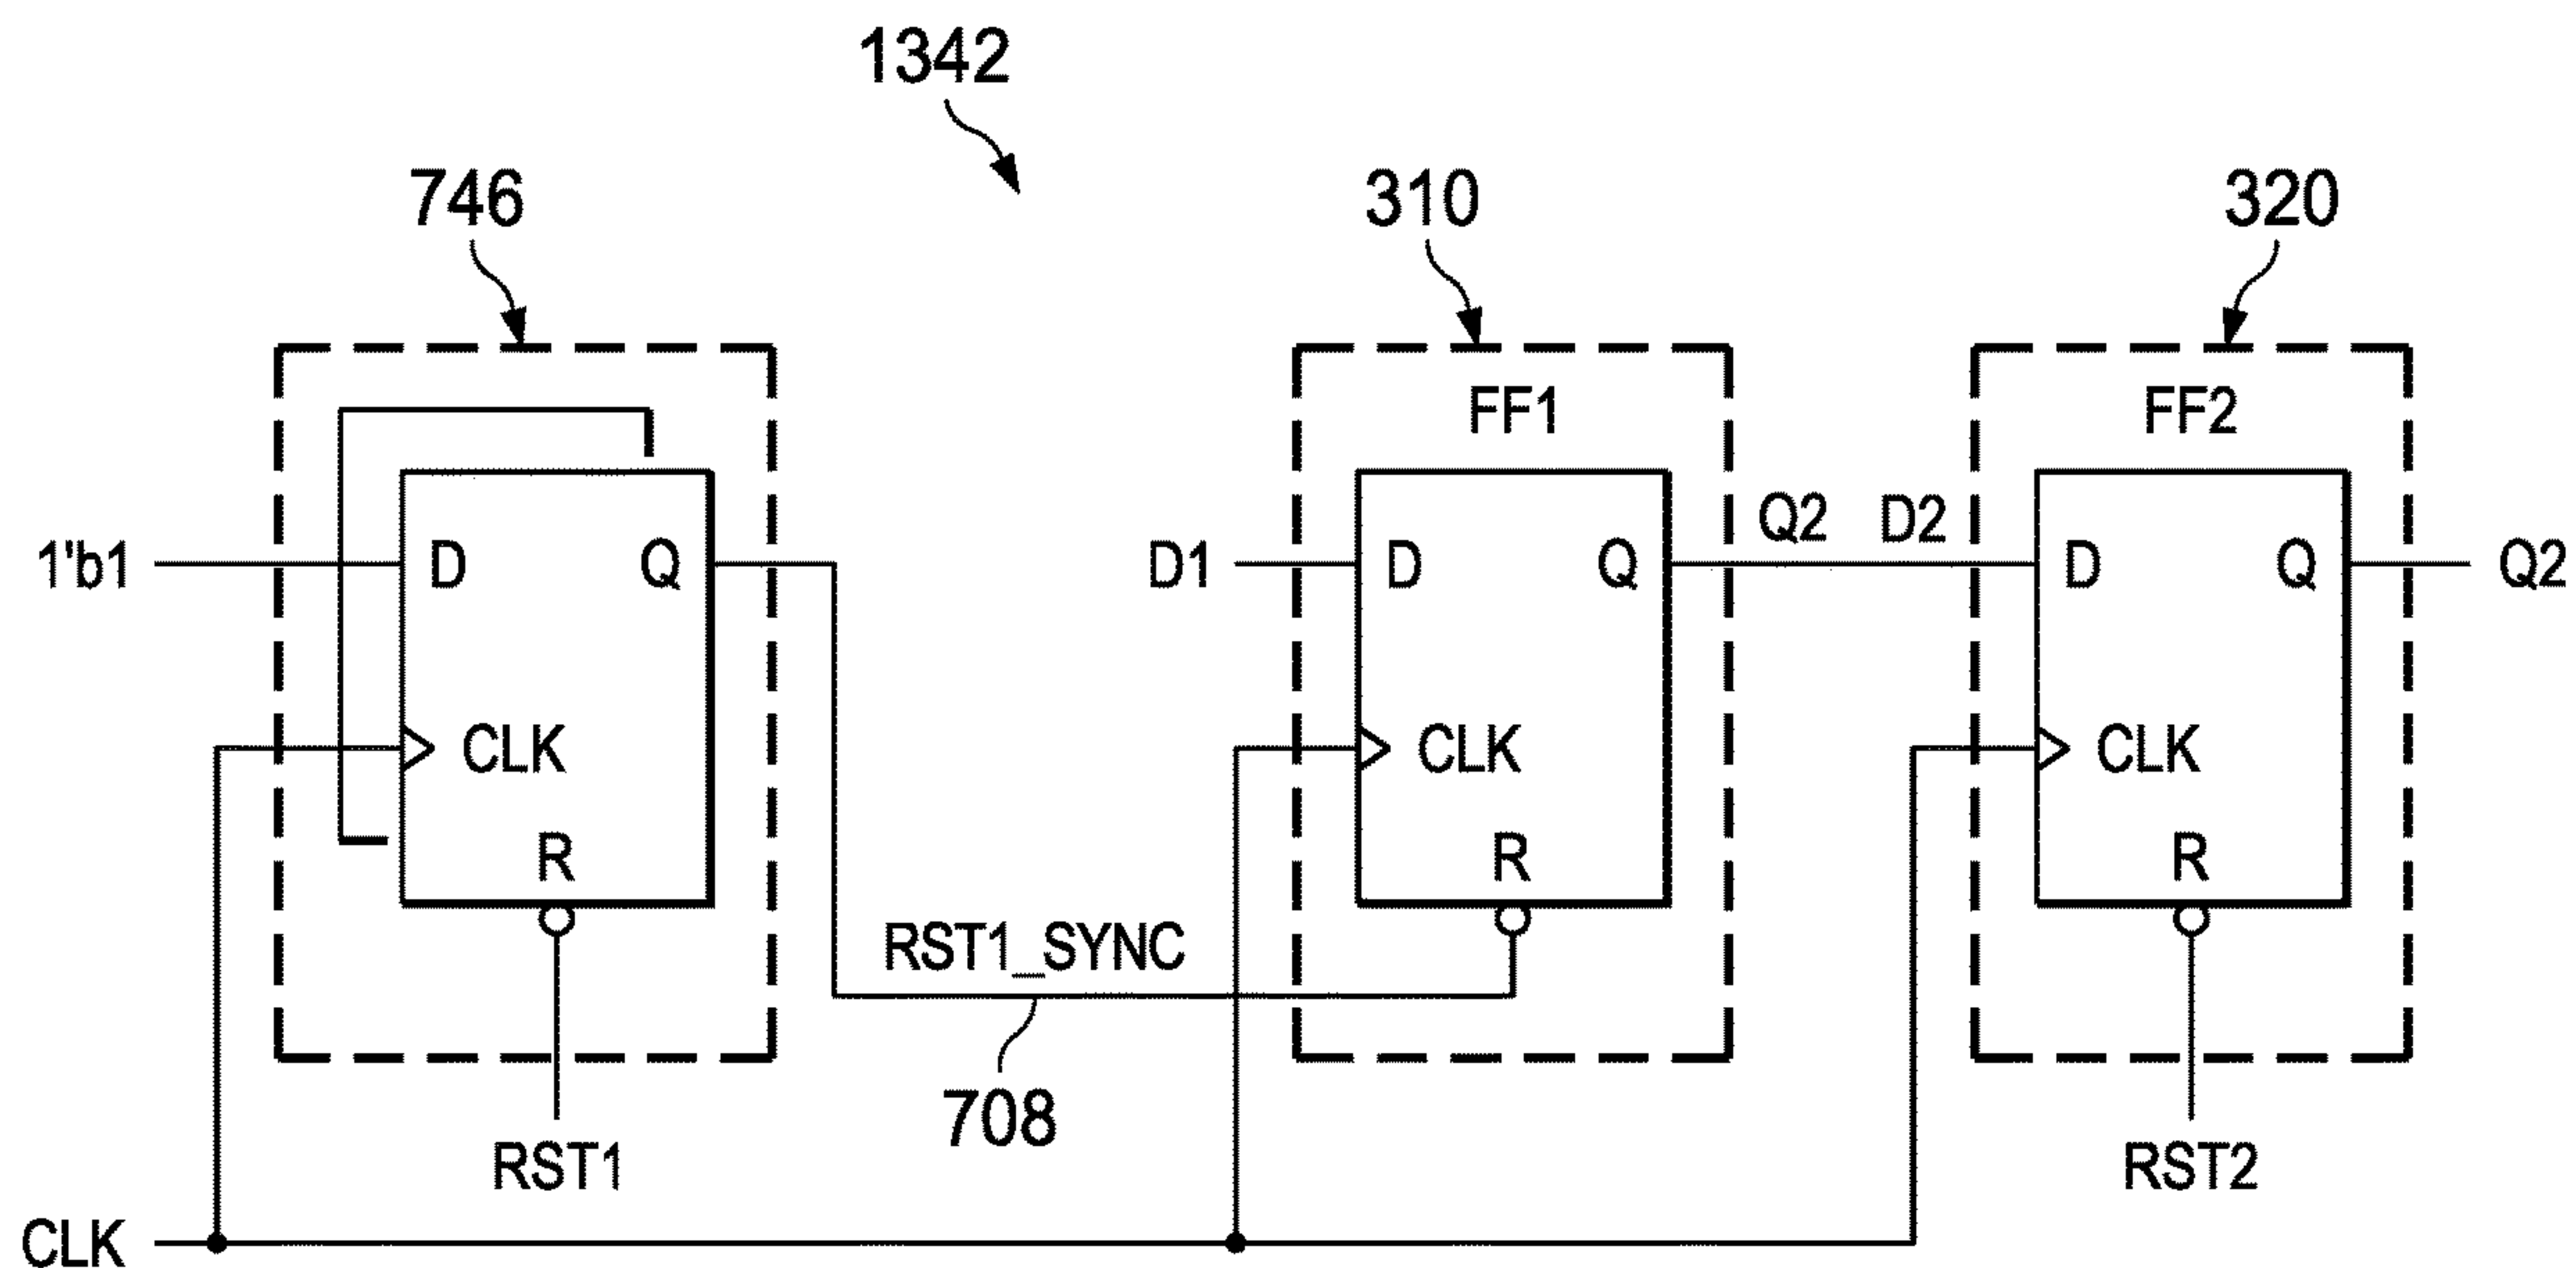 1342
746
310
320
FF1
FF2
1'b1
D
Q
D1
D
Q
Q2
D2
D
Q
Q2
CLK
CLK
CLK
R
R
R
RST1_SYNC
708
RST1
RST2
CLK